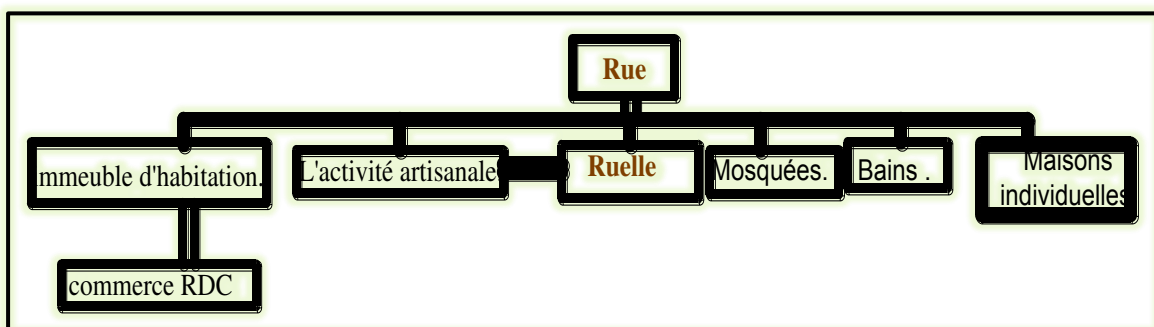 Rue
mmeuble d'habitation.
L'activité artisanale
Ruelle
Mosquées.
Bains .
Maisons
individuelles
commerce RDC